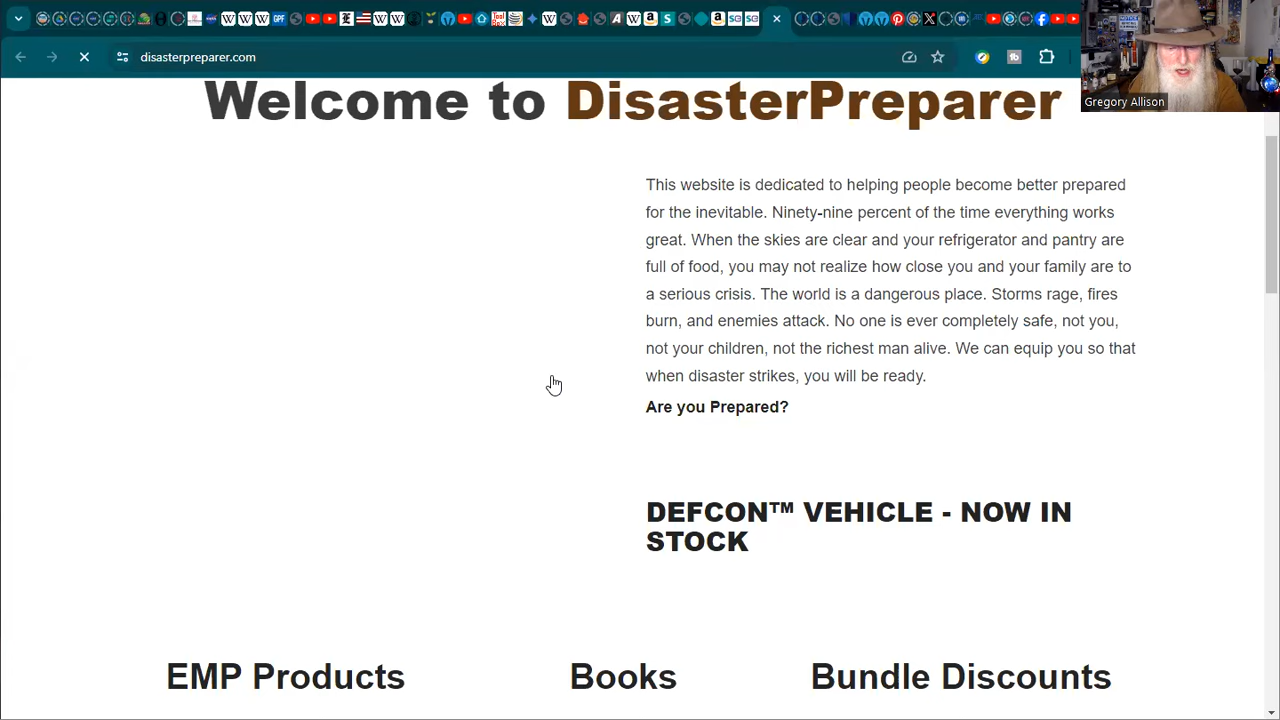 disasterpreparer.com
Gregory Allison
Welcome to DisasterPreparer
This website is dedicated to helping people become better prepared
for the inevitable. Ninety-nine percent of the time everything works
great. When the skies are clear and your refrigerator and pantry are
full of food, you may not realize how close you and your family are to
a serious crisis. The world is a dangerous place. Storms rage, fires
burn, and enemies attack. No one is ever completely safe, not you,
not your children, not the richest man alive. We can equip you so that
when disaster strikes, you will be ready.
Are you Prepared?
DEFCON™ VEHICLE - NOW IN
STOCK
EMP Products
Books
Bundle Discounts